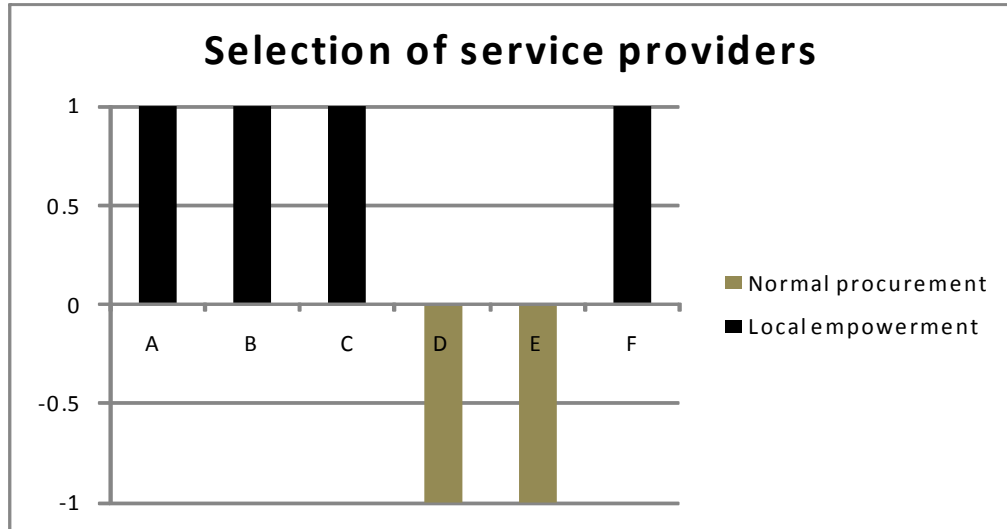 Selection of service providers
1
0.5
0
-0.5
-1
A B C D E F
Normal procurement
Local empowerment